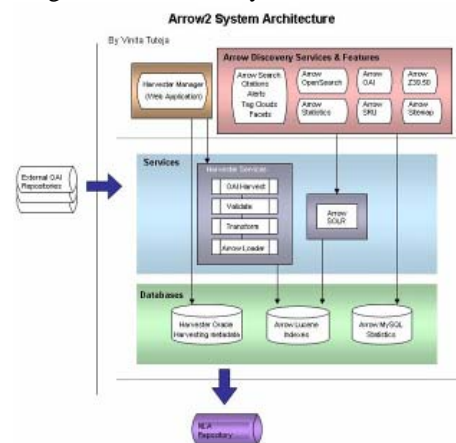 Arrow2 System Architecture
By Vinita Tuteja
Arrow Discovery Services & Features
Harvester Manager
(Web Application)
Arrow Search
Citations
Alerts
Tag Clouds
Facets
Arrow
OpenSearch
Arrow
OAI
Arrow
Z39.50
Arrow
Statistics
Arrow
SRU
Arrow
Sitemap
External OAI
Repositories
Services
Harvester Services
OAI Harvest
Validate
Transform
Arrow Loader
Arrow
SOLR
Databases
Harvester Oracle
Harvesting metadata
Arrow Lucene
Indexes
Arrow MySQL
Statistics
NLA
Repository